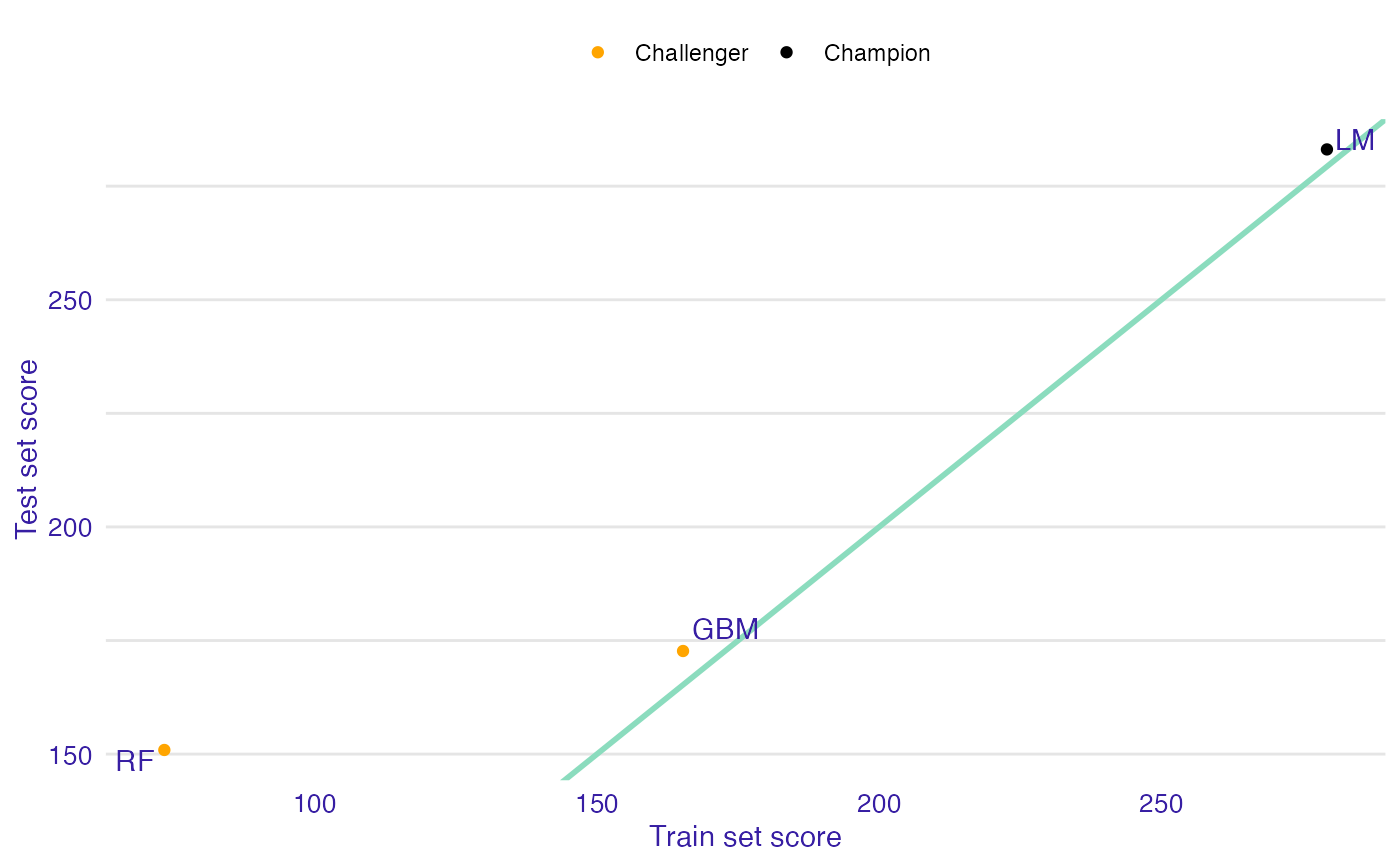 Challenger Champion
LM
250
Test set score
200
GBM
150
RF
100 150 200 250
Train set score